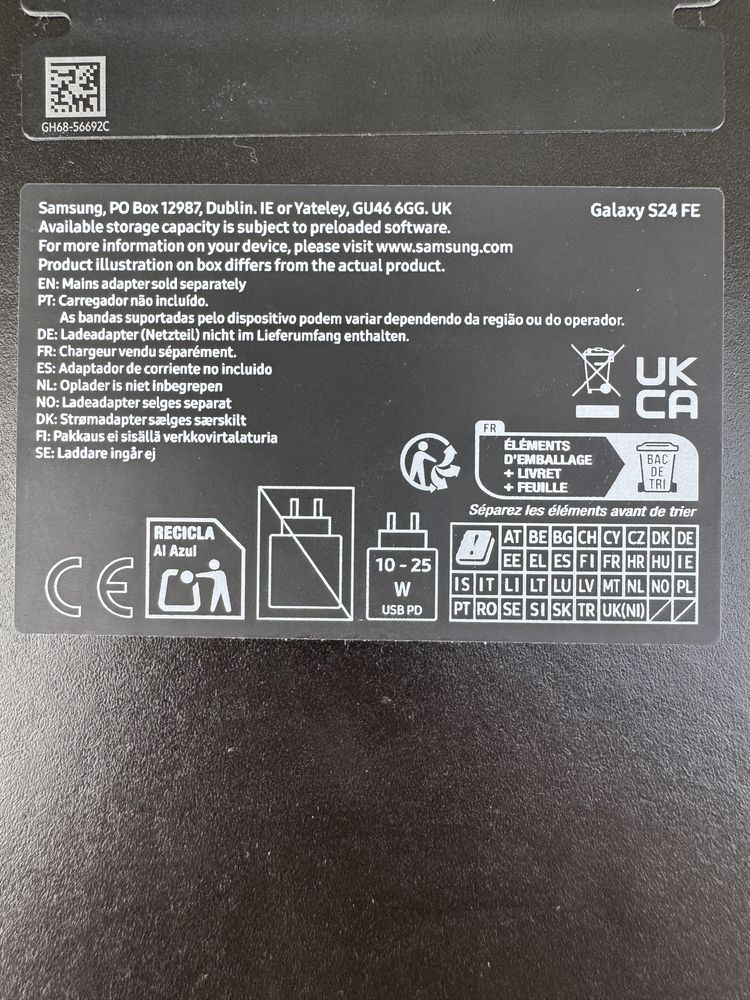 GH68-56692C
Samsung, PO Box 12987, Dublin. IE or Yateley, GU46 6GG. UK
Galaxy S24 FE
Available storage capacity is subject to preloaded software.
For more information on your device, please visit www.samsung.com
Product illustration on box differs from the actual product.
EN: Mains adapter sold separately
PT: Carregador não incluído.
As bandas suportadas pelo dispositivo podem variar dependendo da região ou do operador.
DE: Ladeadapter (Netzteil) nicht im Lieferumfang enthalten.
FR: Chargeur vendu séparément.
ES: Adaptador de corriente no incluido
NL: Oplader is niet inbegrepen
NO: Ladeadapter selges separat
DK: Strømadapter sælges særskilt
FI: Pakkaus ei sisällä verkkovirtalaturia
SE: Laddare ingår ej
UK
CA
FR
ÉLÉMENTS
D'EMBALLAGE
+ LIVRET
+ FEUILLE
BAC
DE
TRI
Séparez les éléments avant de trier
CE
RECICLA
Al Azul
10 - 25
W
USB PD
AT BE BG CH CY CZ DK DE
EE EL ES FI FR HR HU IE
IS IT LI LT LU LV MT NL NO PL
PT RO SE SI SK TR UK(NI)